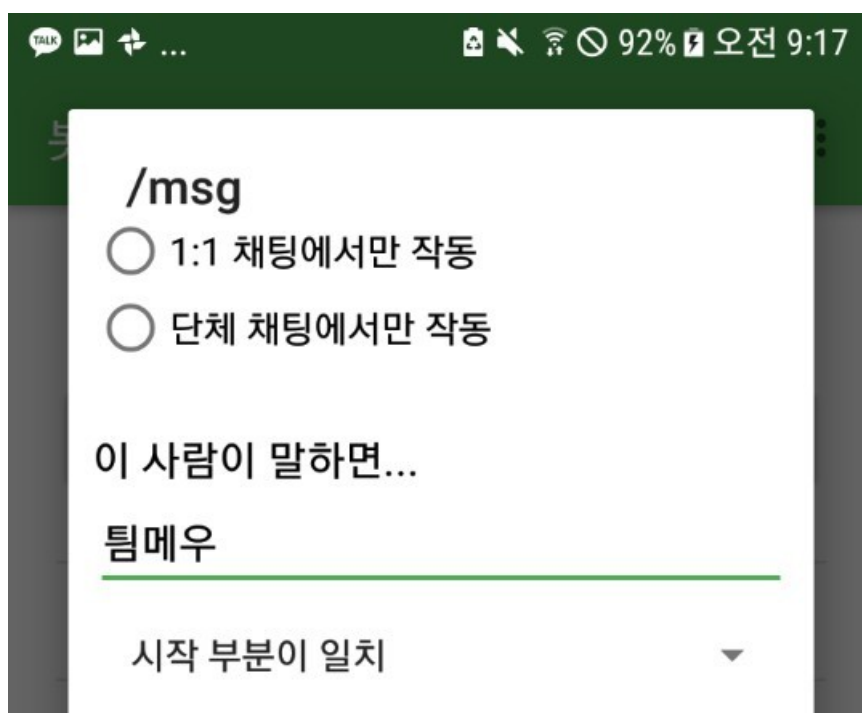 TALK ... 92% 오전 9:17
봇
/msg
1:1 채팅에서만 작동
단체 채팅에서만 작동
이 사람이 말하면...
팀메우
시작 부분이 일치